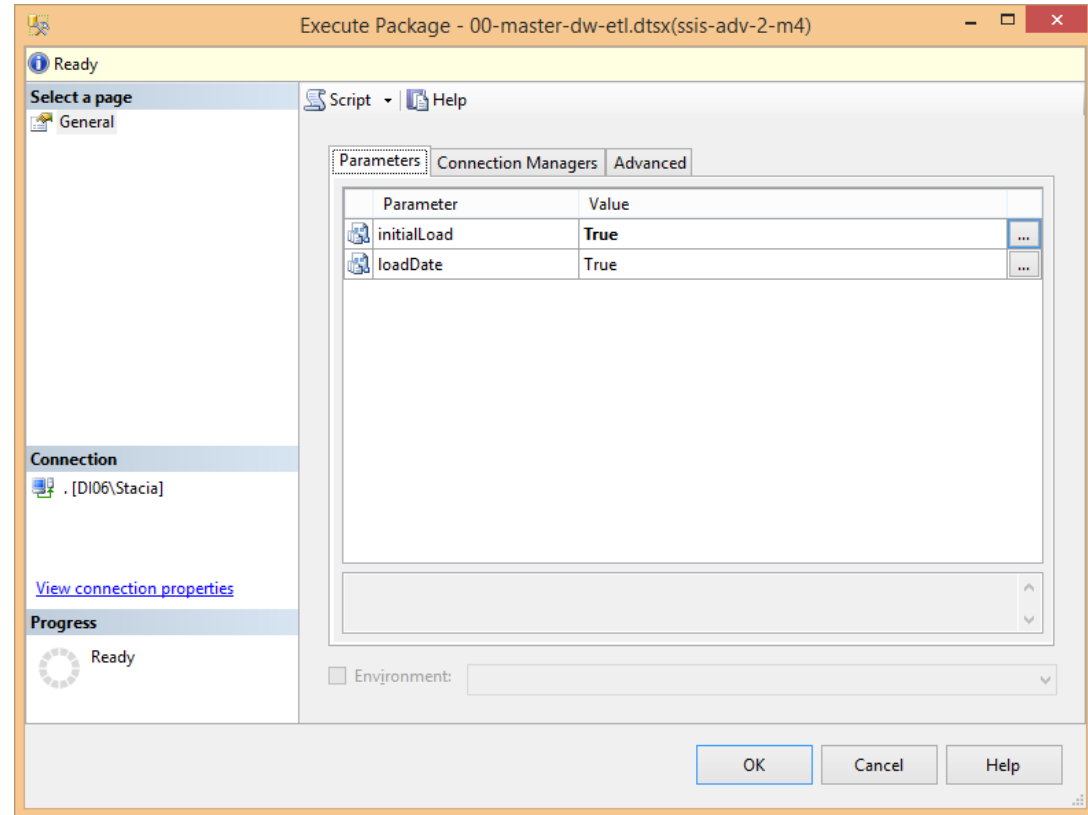 Execute Package - 00-master-dw-etl.dtsx(ssis-adv-2-m4)
Ready
Select a page
General
Script Help
Parameters Connection Managers Advanced
Parameter Value
initialLoad True ...
loadDate True ...
Connection
. [DI06\Stacia]
View connection properties
Progress
Ready
Environment:
OK Cancel Help